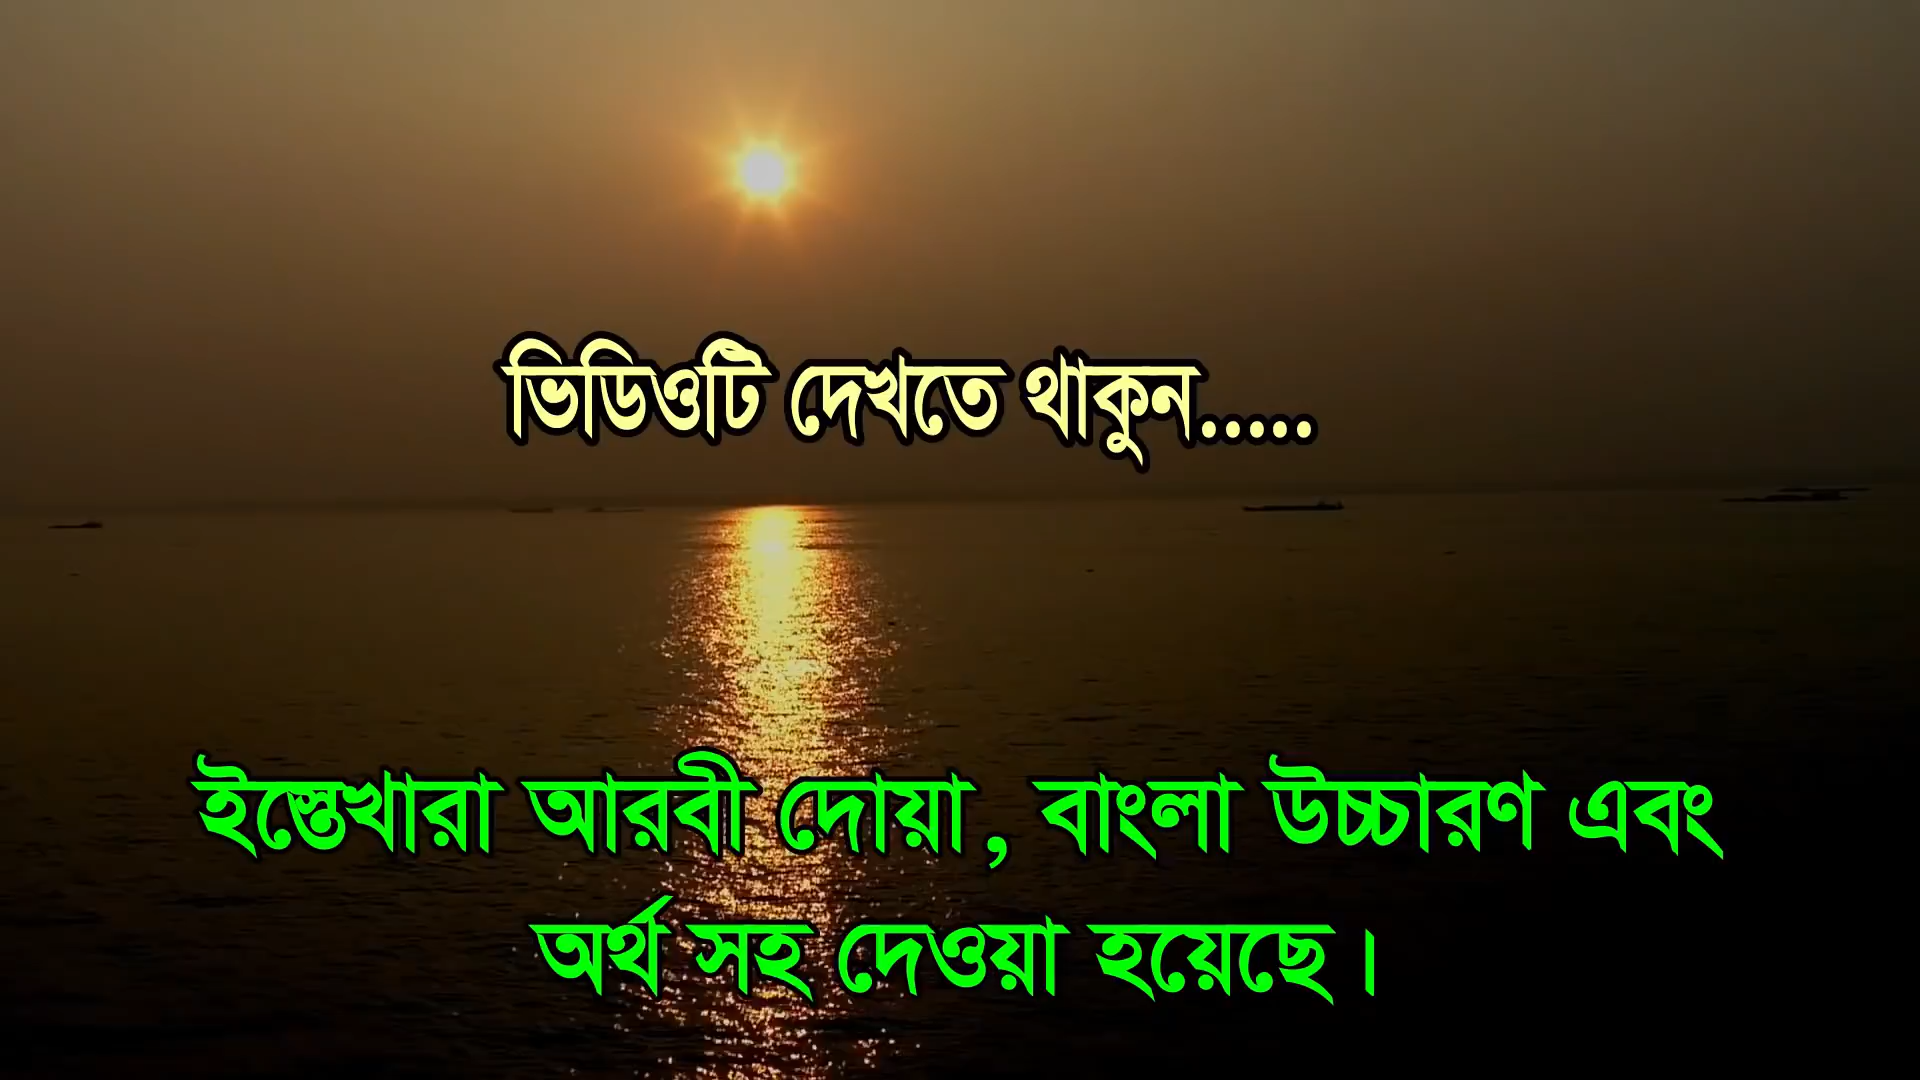 ভিডিওটি দেখতে থাকুন.....
ইস্তেখারা আরবী দোয়া, বাংলা উচ্চারণ এবং
অর্থ সহ দেওয়া হয়েছে।